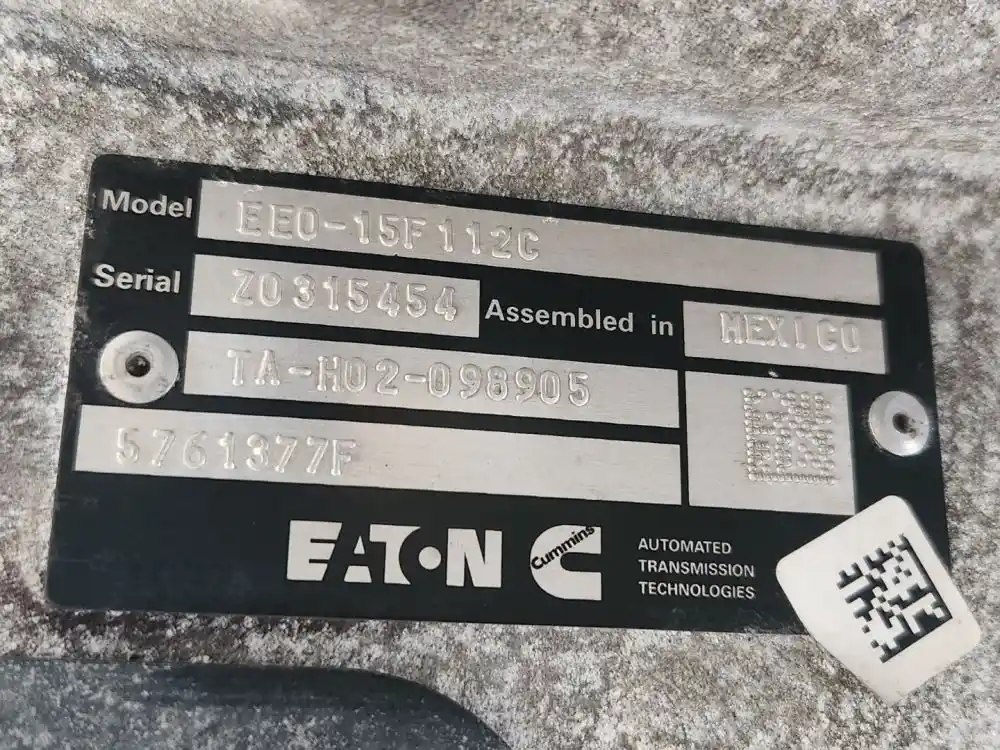 Model EEO-15F112C
Serial Z0315454 Assembled in MEXICO
TA-H02-098905
5761377F
EATON Cummins AUTOMATED
TRANSMISSION
TECHNOLOGIES